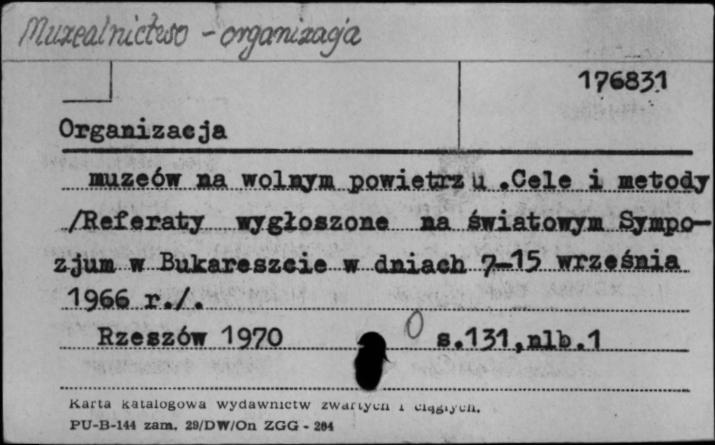 Muzealnictwo - organizacja
176831
Organizacja
muzeów na wolnym powietrzu .Cele i metody
/Referaty wygłoszone na światowym Sympo-
zjum w Bukareszcie w dniach 7-15 września
1966 r./.
Rzeszów 1970 O s.131,nlb.1
Karta katalogowa wydawnictw zwartych i ciągłych.
PU-B-144 zam. 29/DW/On ZGG - 204